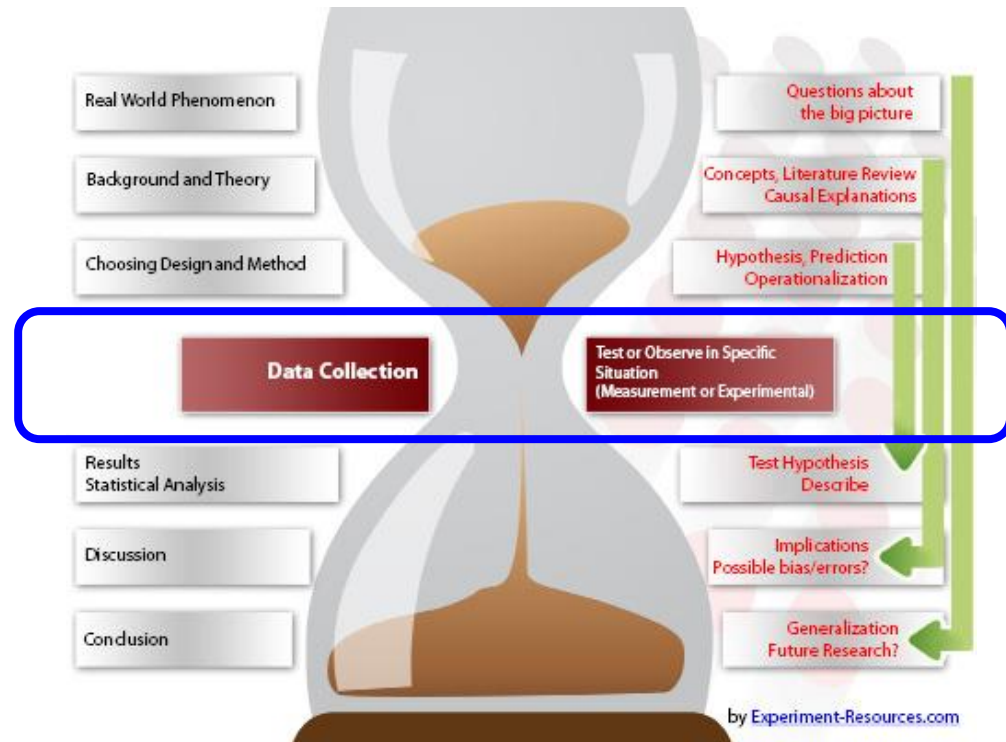 Real World Phenomenon
Questions about
the big picture
Background and Theory
Concepts, Literature Review
Causal Explanations
Choosing Design and Method
Hypothesis, Prediction
Operationalization
Data Collection
Test or Observe in Specific
Situation
(Measurement or Experimental)
Results
Statistical Analysis
Test Hypothesis
Describe
Discussion
Implications
Possible bias/errors?
Conclusion
Generalization
Future Research?
by Experiment-Resources.com